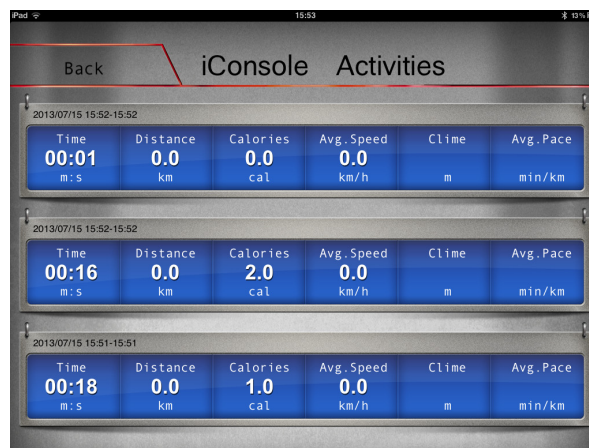 iPad 15:53 13%
Back iConsole Activities
2013/07/15 15:52-15:52
Time Distance Calories Avg.Speed Clime Avg.Pace
00:01 0.0 0.0 0.0
m:s km cal km/h m min/km
2013/07/15 15:52-15:52
Time Distance Calories Avg.Speed Clime Avg.Pace
00:16 0.0 2.0 0.0
m:s km cal km/h m min/km
2013/07/15 15:51-15:51
Time Distance Calories Avg.Speed Clime Avg.Pace
00:18 0.0 1.0 0.0
m:s km cal km/h m min/km